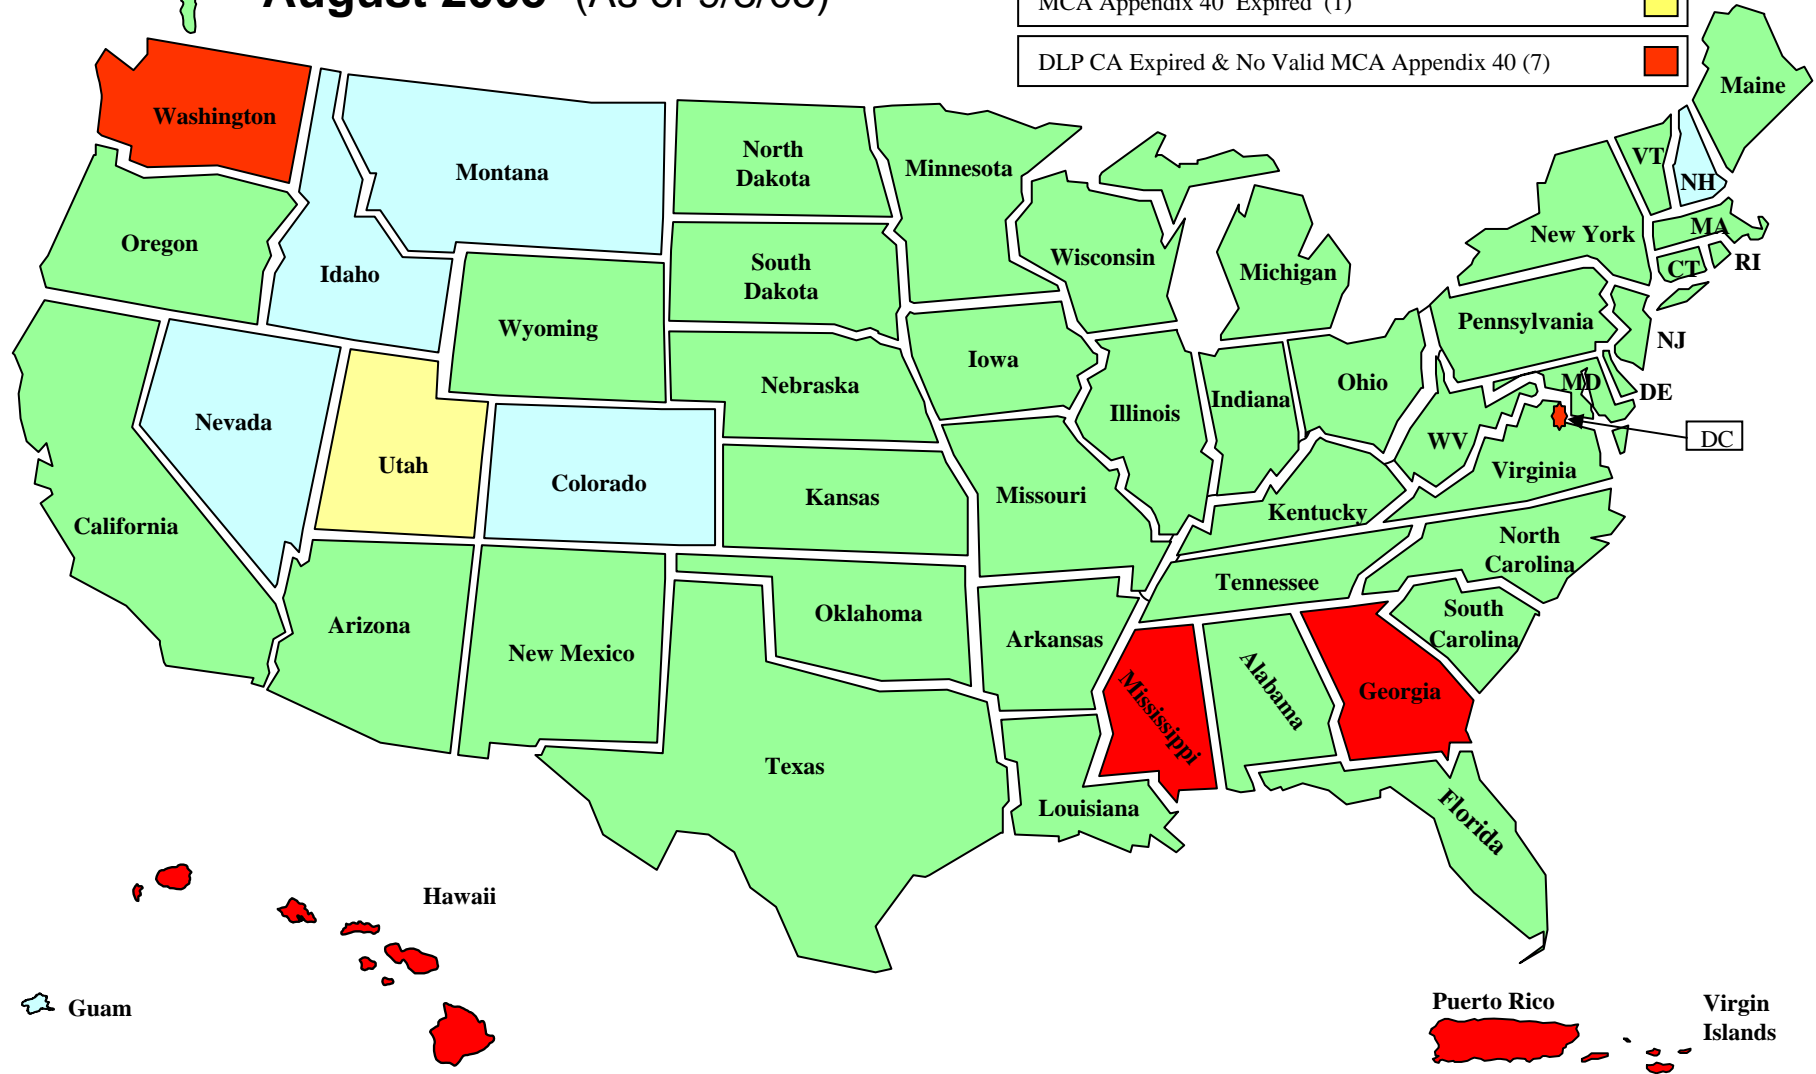 MCA Appendix 40 Expired (1)
DLP CA Expired & No Valid MCA Appendix 40 (7)
Maine
Washington
Montana
North
Dakota
Minnesota
VT
NH
Oregon
Idaho
South
Dakota
Wisconsin
Michigan
New York
MA
CT
RI
Wyoming
Pennsylvania
NJ
Nebraska
Iowa
Ohio
MD
DE
Nevada
Utah
Colorado
Illinois
Indiana
WV
DC
Virginia
California
Kansas
Missouri
Kentucky
North
Carolina
Tennessee
Arizona
New Mexico
Oklahoma
Arkansas
South
Carolina
Mississippi
Alabama
Georgia
Texas
Louisiana
Florida
Hawaii
Guam
Puerto Rico
Virgin
Islands